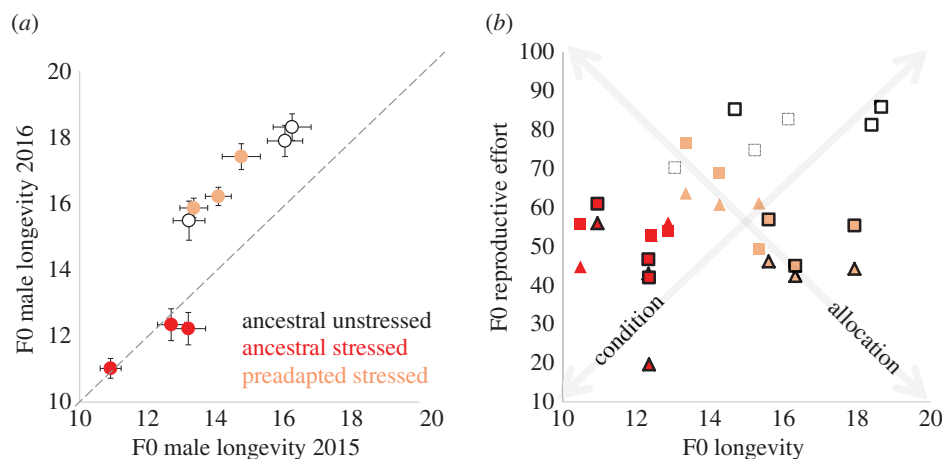 (a)
20
18
16
14
12
10
F0 male longevity 2016
ancestral unstressed
ancestral stressed
preadapted stressed
10 12 14 16 18 20
F0 male longevity 2015
(b)
100
90
80
70
60
50
40
30
20
10
F0 reproductive effort
condition
allocation
10 12 14 16 18 20
F0 longevity